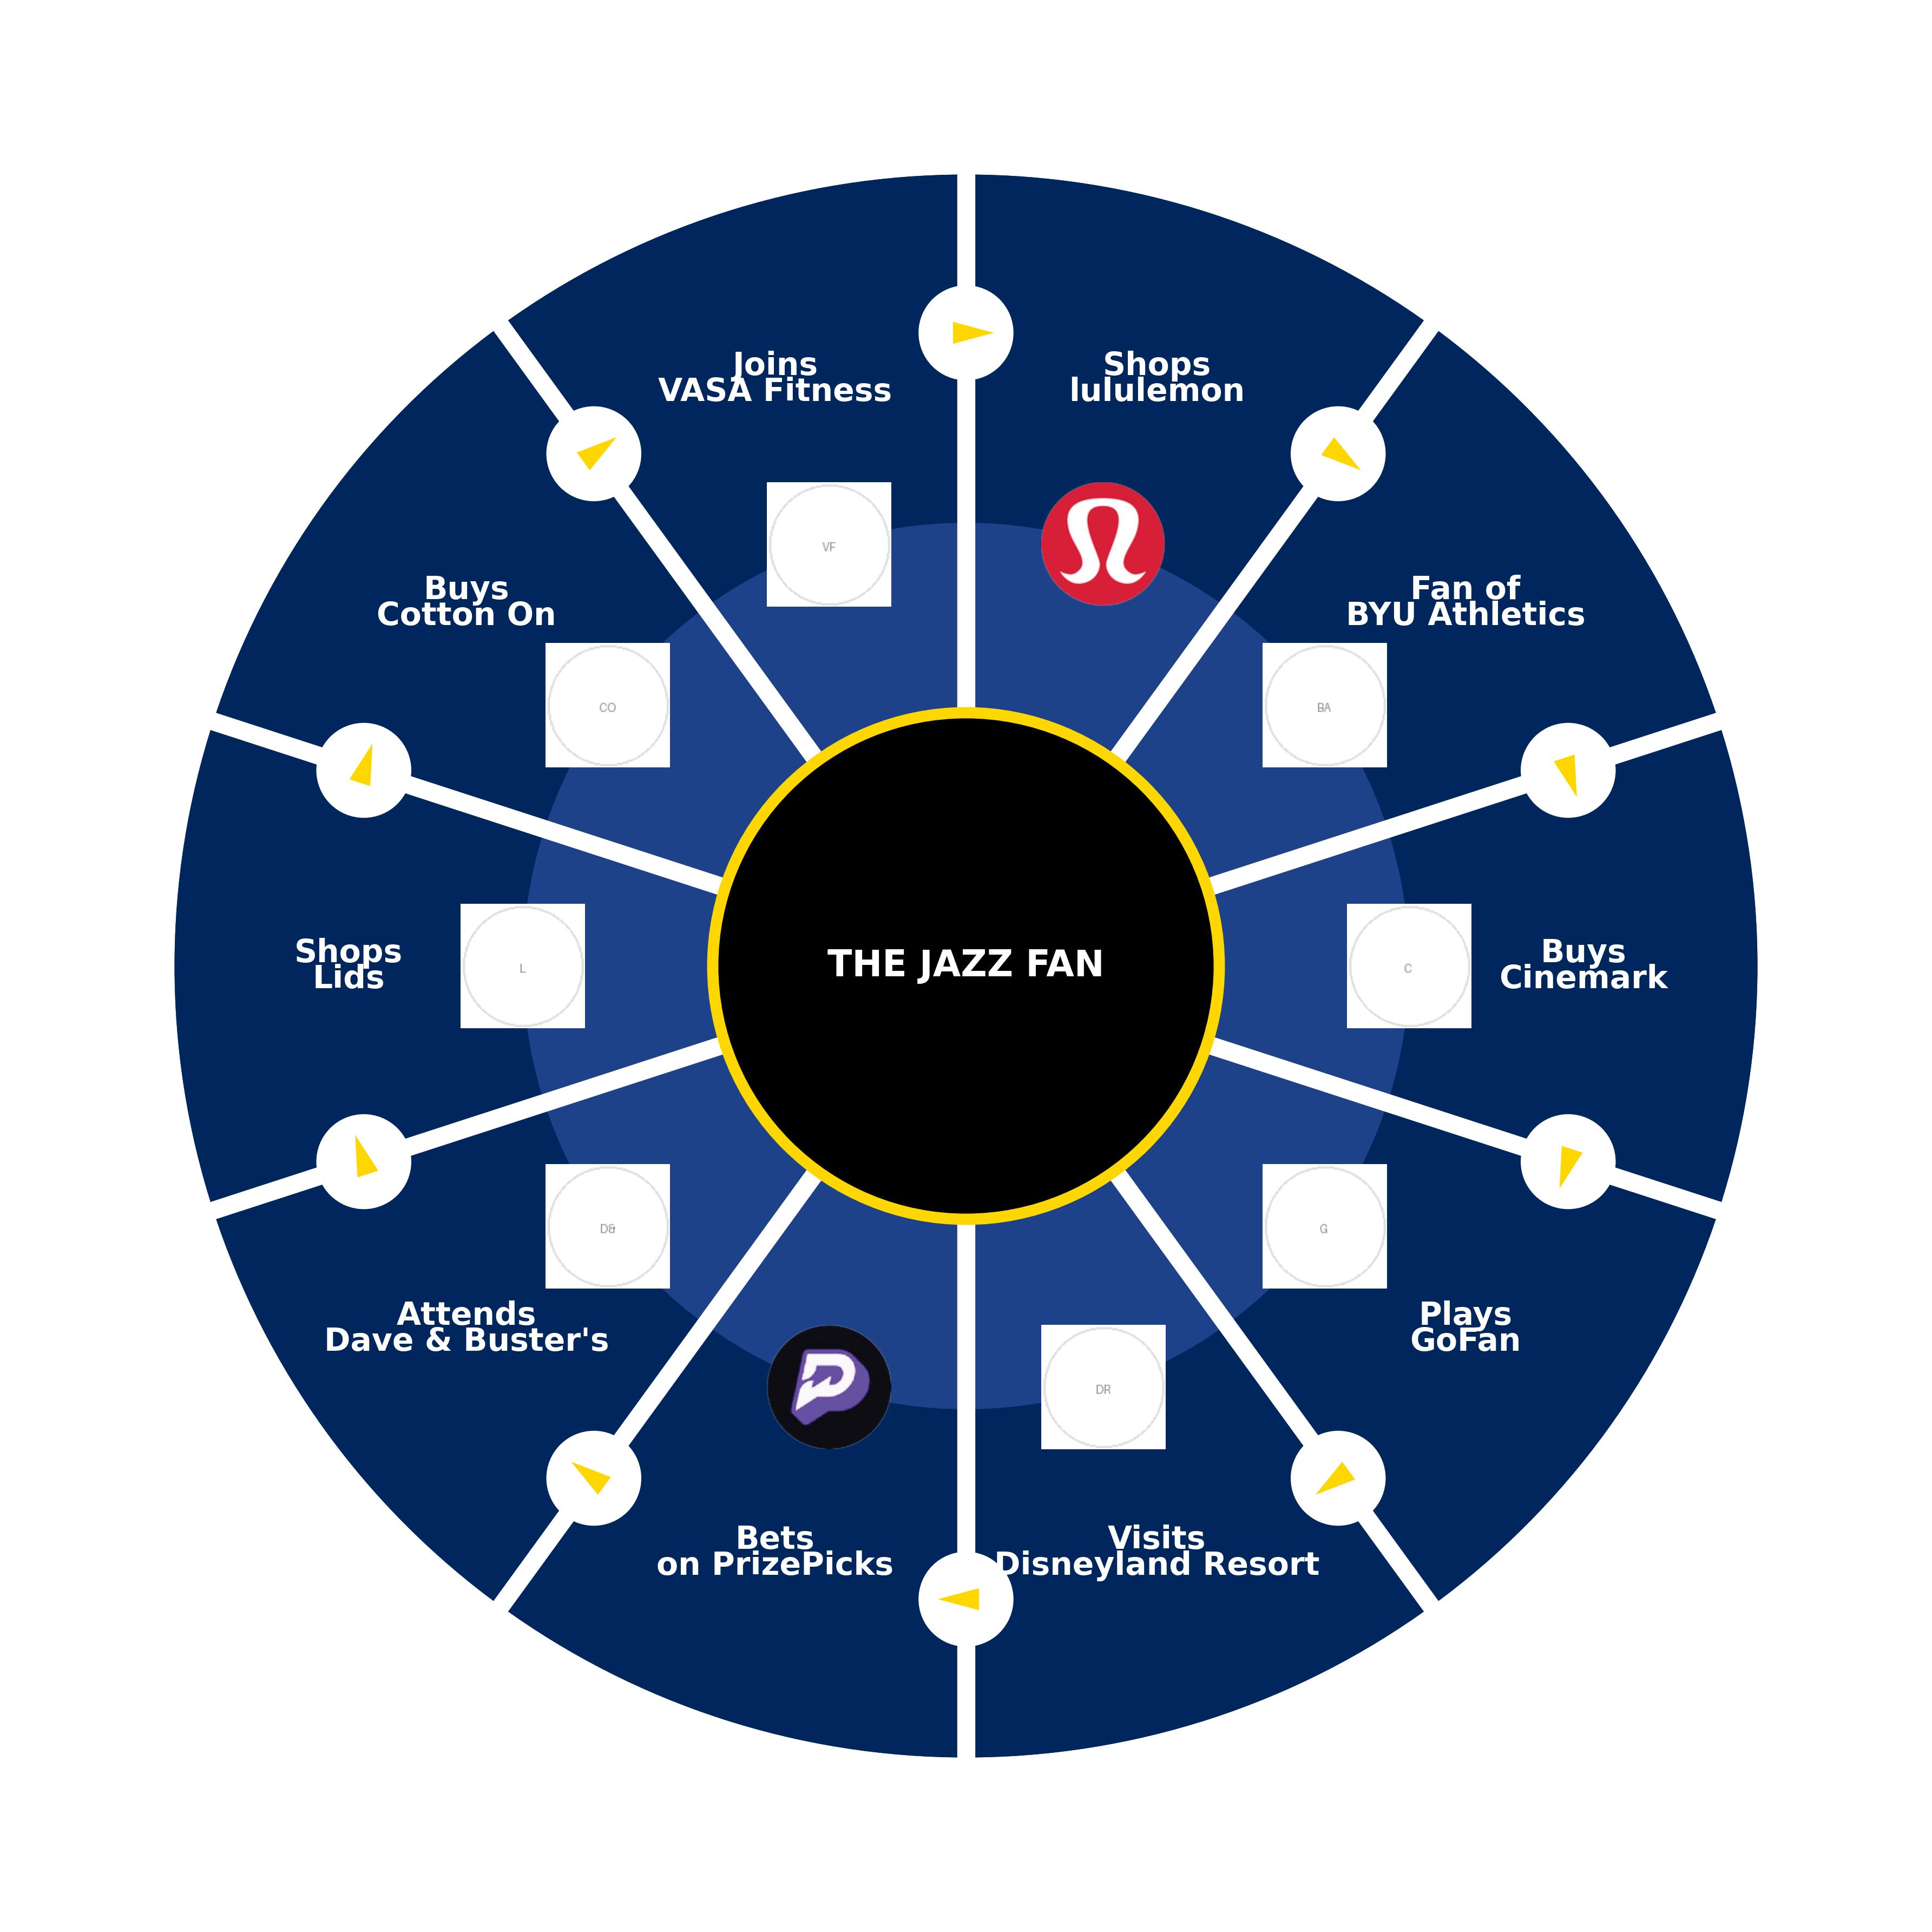 Joins
VASA Fitness
Shops
lululemon
VF
Buys
Cotton On
Fan of
BYU Athletics
CO
BA
Shops
Lids
L
THE JAZZ FAN
C
Buys
Cinemark
D&
G
Attends
Dave & Buster's
Plays
GoFan
DR
Bets
on PrizePicks
Visits
Disneyland Resort